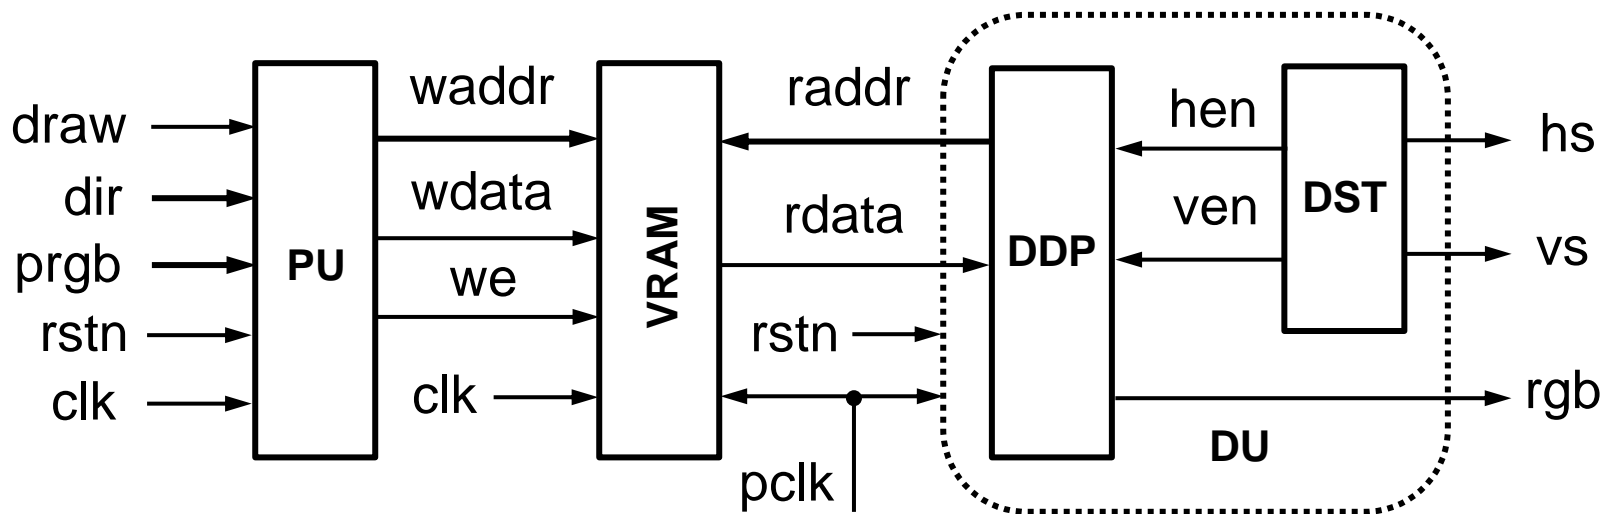 draw
dir
prgb
rstn
clk
PU
waddr
wdata
we
clk
VRAM
raddr
rdata
rstn
pclk
DDP
hen
ven
DST
DU
hs
vs
rgb